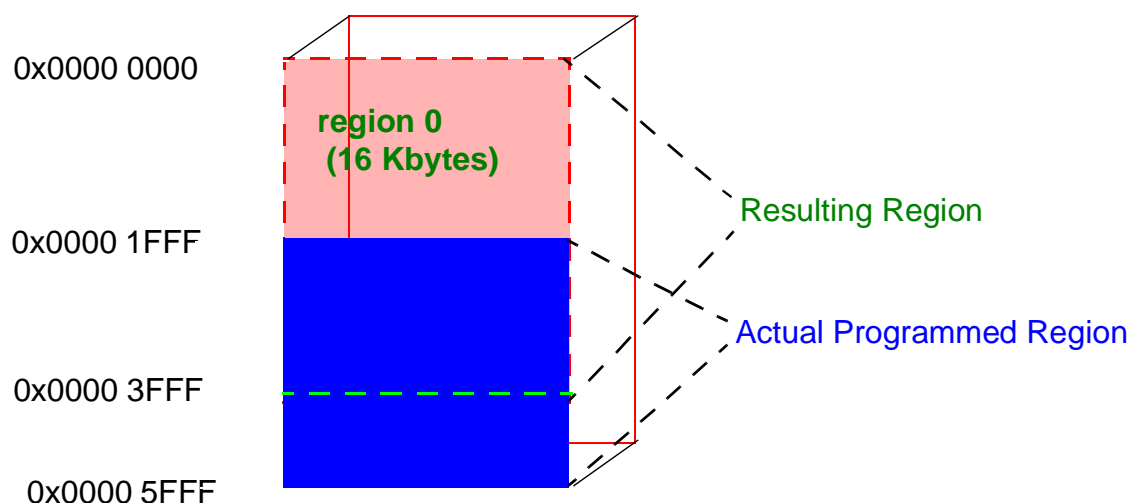 0x0000 0000
region 0
(16 Kbytes)
Resulting Region
0x0000 1FFF
Actual Programmed Region
0x0000 3FFF
0x0000 5FFF